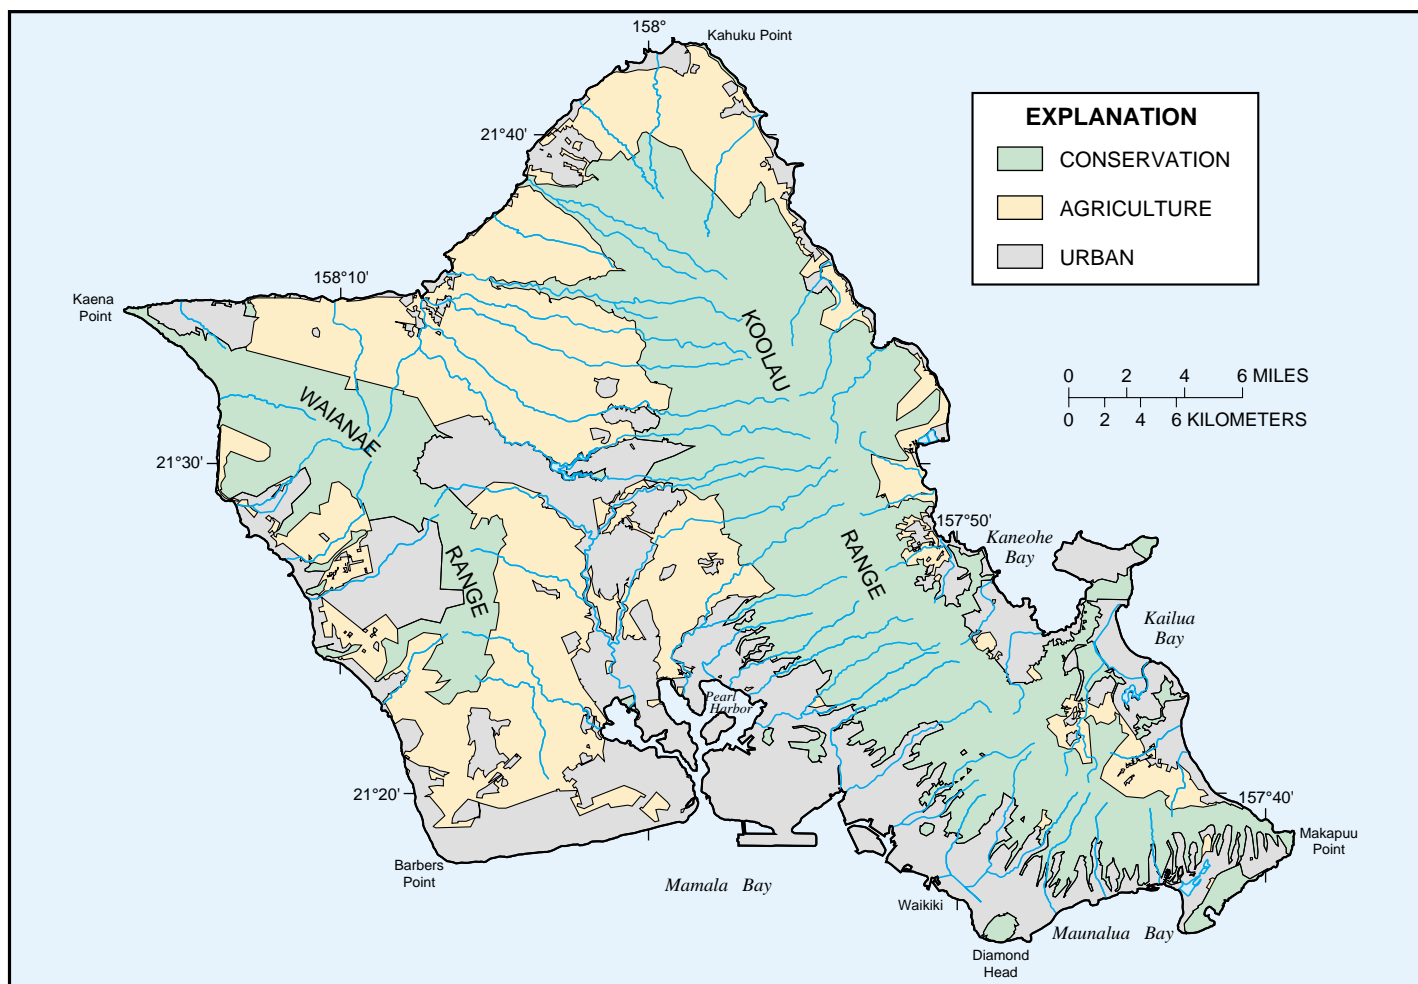 158°
Kahuku Point
EXPLANATION
CONSERVATION
AGRICULTURE
URBAN
21°40'
158°10'
Kaena
Point
KOOLAU
RANGE
WAIANAE
RANGE
0 2 4 6 MILES
0 2 4 6 KILOMETERS
21°30'
157°50'
Kaneohe
Bay
Kailua
Bay
Pearl
Harbor
21°20'
157°40'
Makapuu
Point
Barbers
Point
Mamala Bay
Waikiki
Maunalua Bay
Diamond
Head